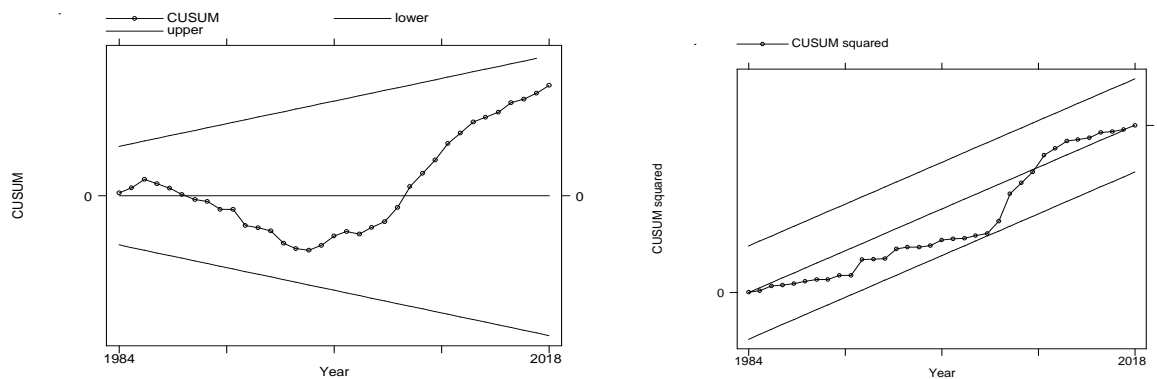 CUSUM
lower
upper
CUSUM
0
0
1984
2018
Year
CUSUM squared
CUSUM squared
0
1984
2018
Year